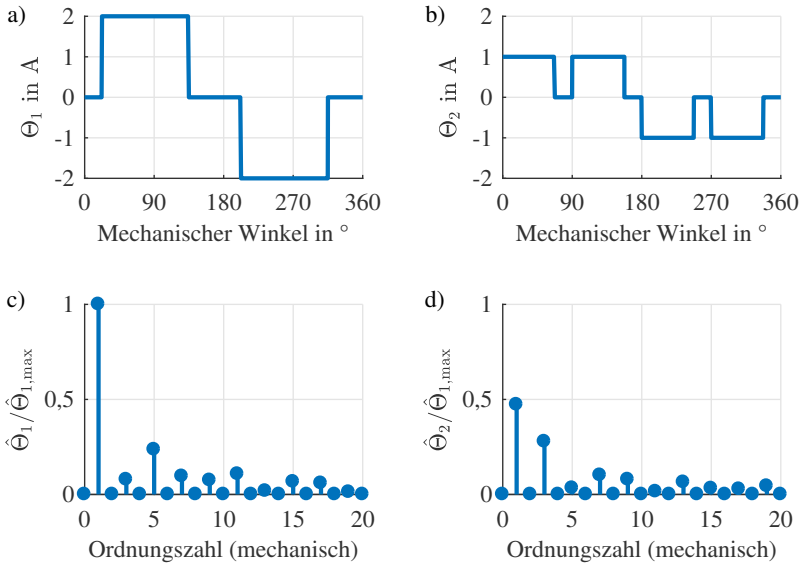 a)
2
1
0
-1
-2
Θ₁ in A
0 90 180 270 360
Mechanischer Winkel in °
b)
2
1
0
-1
-2
Θ₂ in A
0 90 180 270 360
Mechanischer Winkel in °
c)
1
0,5
0
Θ̂₁/Θ̂₁,max
0 5 10 15 20
Ordnungszahl (mechanisch)
d)
1
0,5
0
Θ̂₂/Θ̂₁,max
0 5 10 15 20
Ordnungszahl (mechanisch)